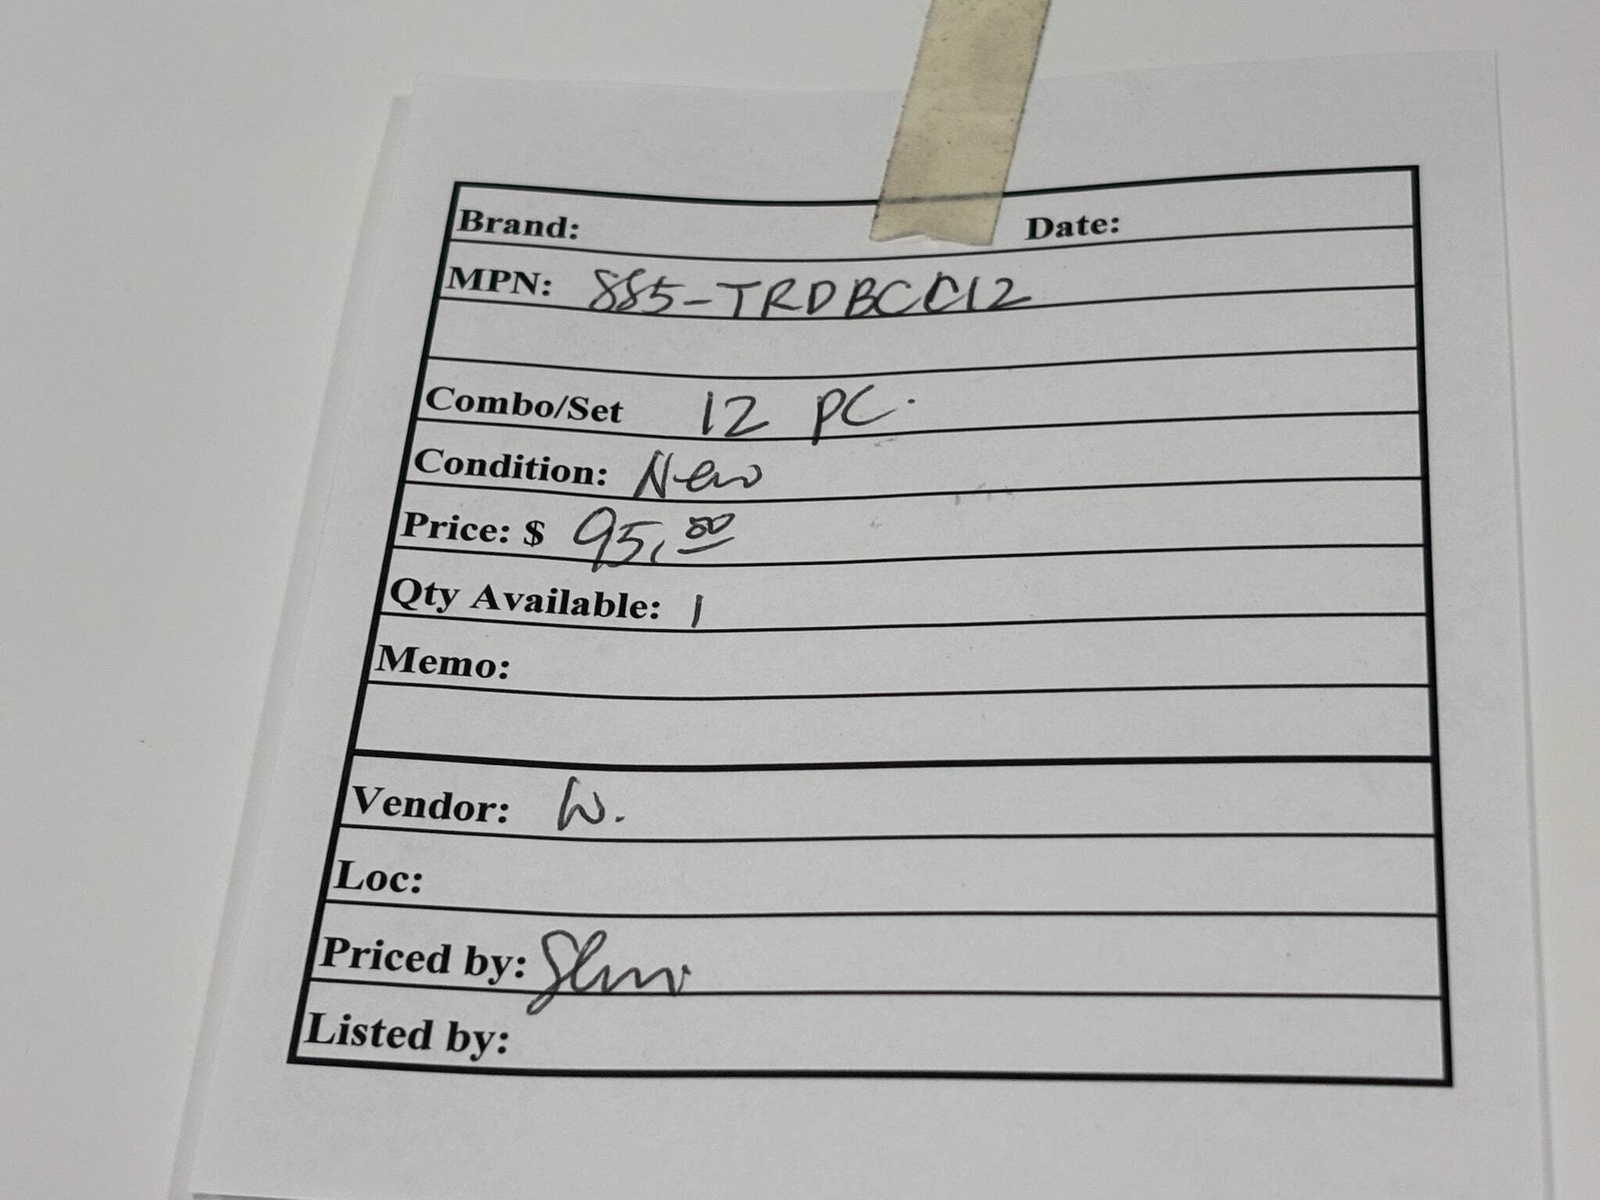 Brand: Date:
MPN: 885-TRDBCC12
Combo/Set 12 PC.
Condition: New
Price: $ 95.00
Qty Available: 1
Memo:
Vendor: W.
Loc:
Priced by:
Listed by: